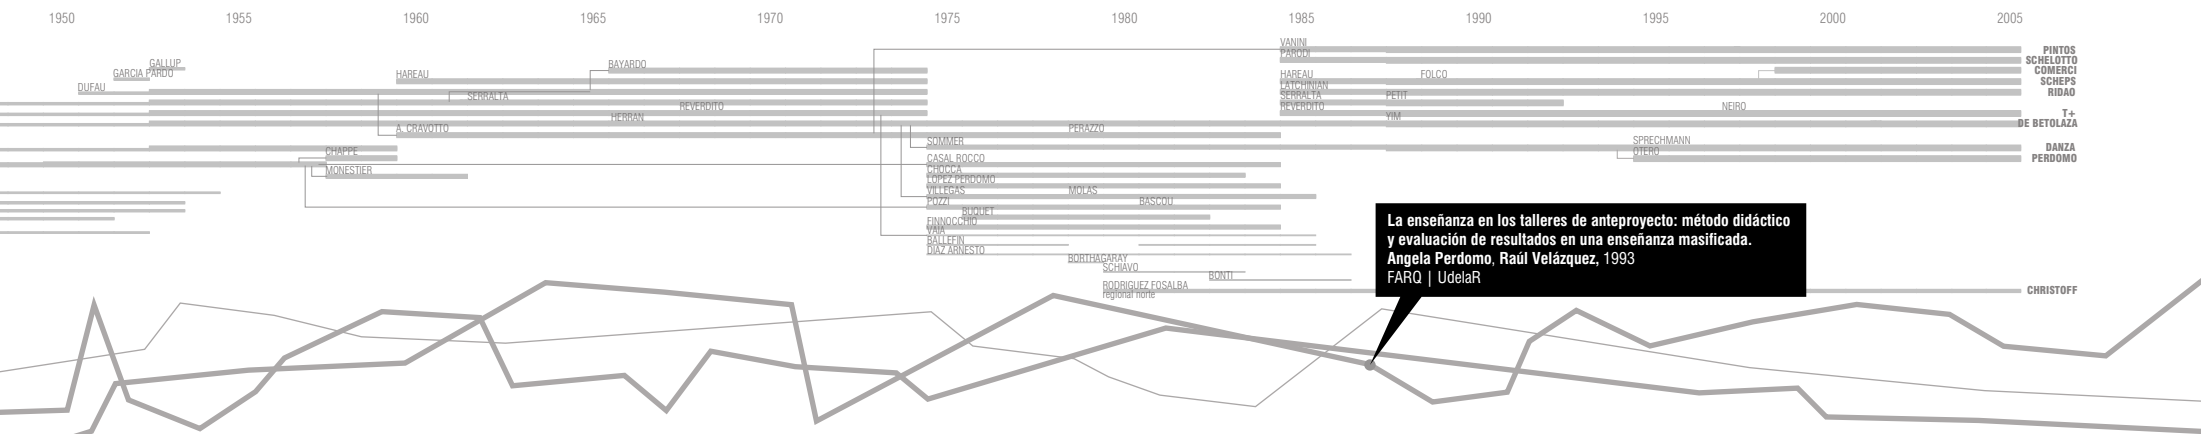 1950 1955 1960 1965 1970 1975 1980 1985 1990 1995 2000 2005
VANINI
PARODI PINTOS
GALLUP BAYARDO SCHELOTTO
GARCIA PARDO HAREAU HAREAU FOLCO COMERCI
DUFAU LATCHINIAN SCHEPS
SERRALTA SERRALTA PETIT RIDAO
REVERDITO REVERDITO NEIRO
HERRAN YIM T+
A. CRAVOTTO PERAZZO DE BETOLAZA
SOMMER SPRECHMANN
CHAPPE OTERO DANZA
CASAL ROCCO PERDOMO
MONESTIER CHOCCA
LOPEZ PERDOMO
VILLEGAS MOLAS
POZZI BASCOU
BUQUET
FINNOCCHIO
VAIA
BALLEFIN
DIAZ ARNESTO
BORTHAGARAY
SCHIAVO
BONTI
RODRIGUEZ FOSALBA CHRISTOFF
regional norte
La enseñanza en los talleres de anteproyecto: método didáctico
y evaluación de resultados en una enseñanza masificada.
Angela Perdomo, Raúl Velázquez, 1993
FARQ | UdelaR